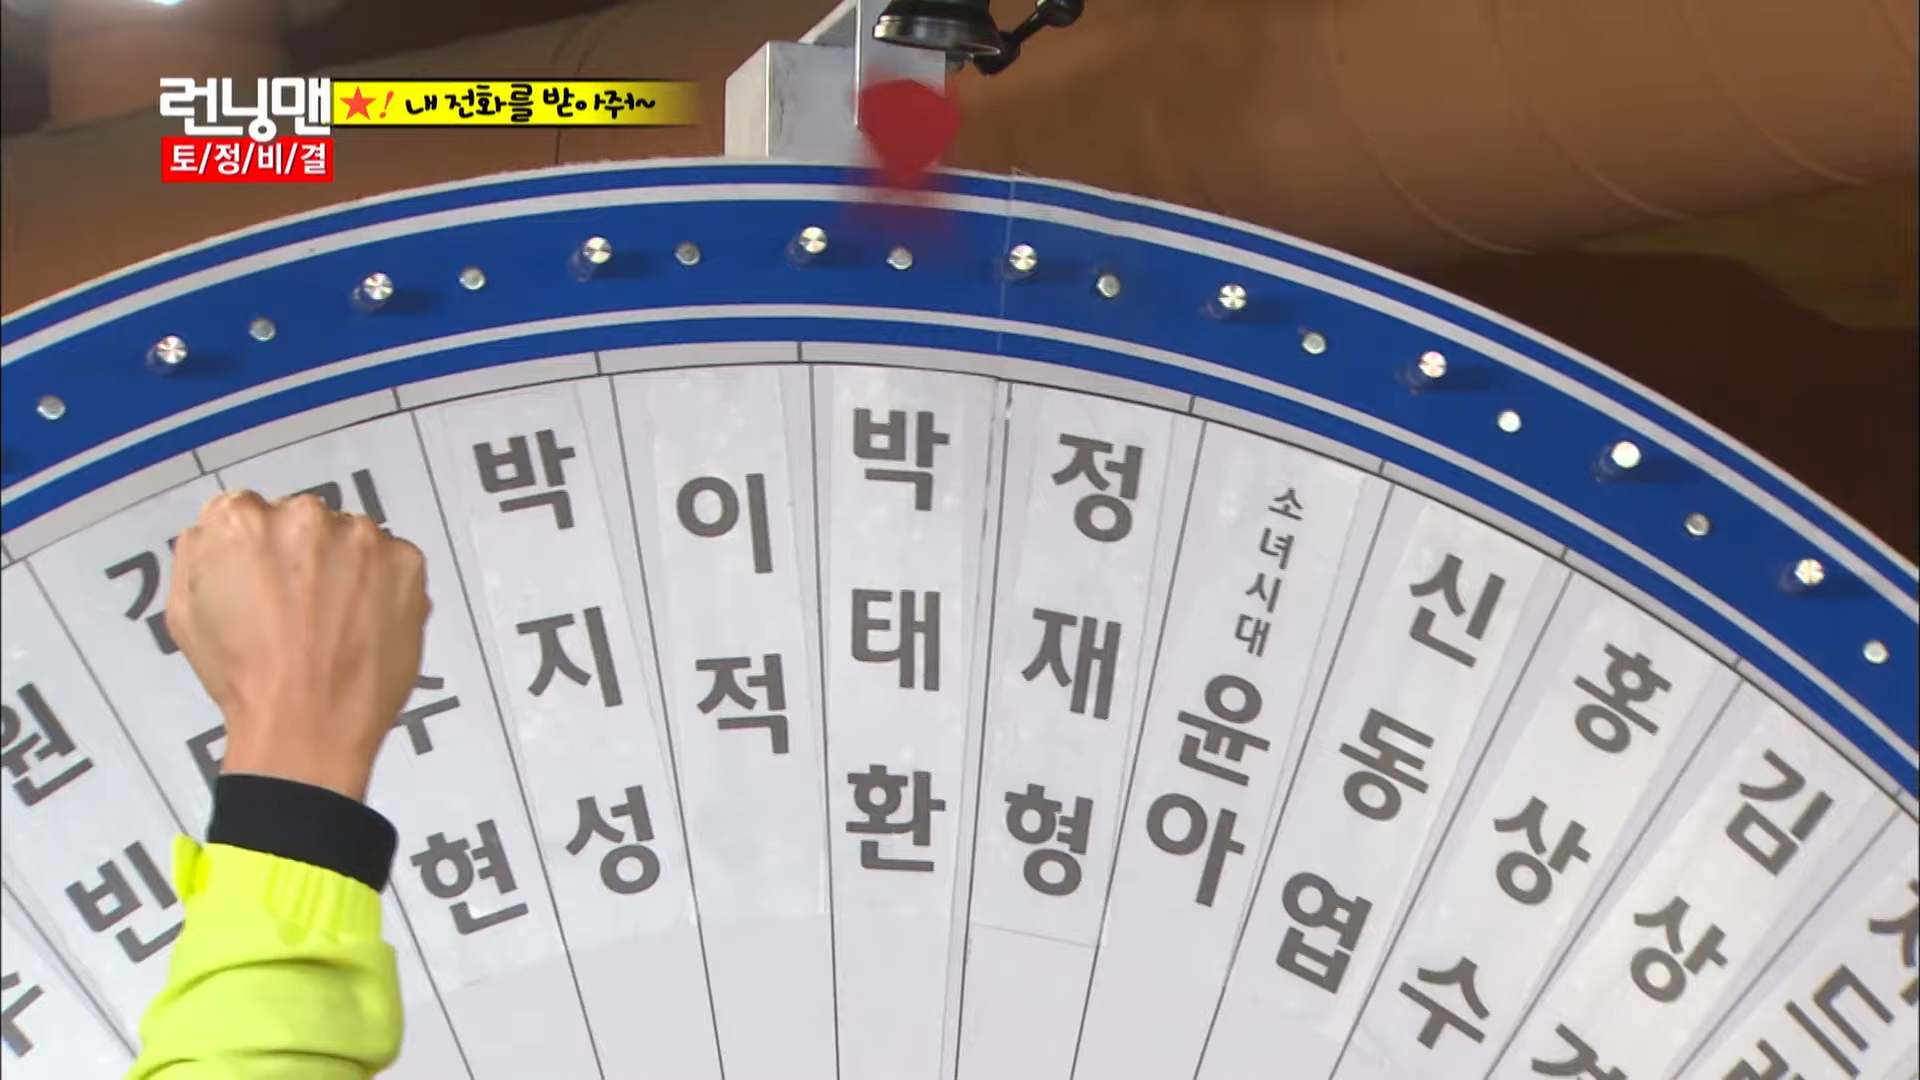 런닝맨
★! 내 전화를 받아줘~
토/정/비/결
원빈
수현
박지성
이적
박태환
정재형
소녀시대 윤아
신동엽
홍상수
김상